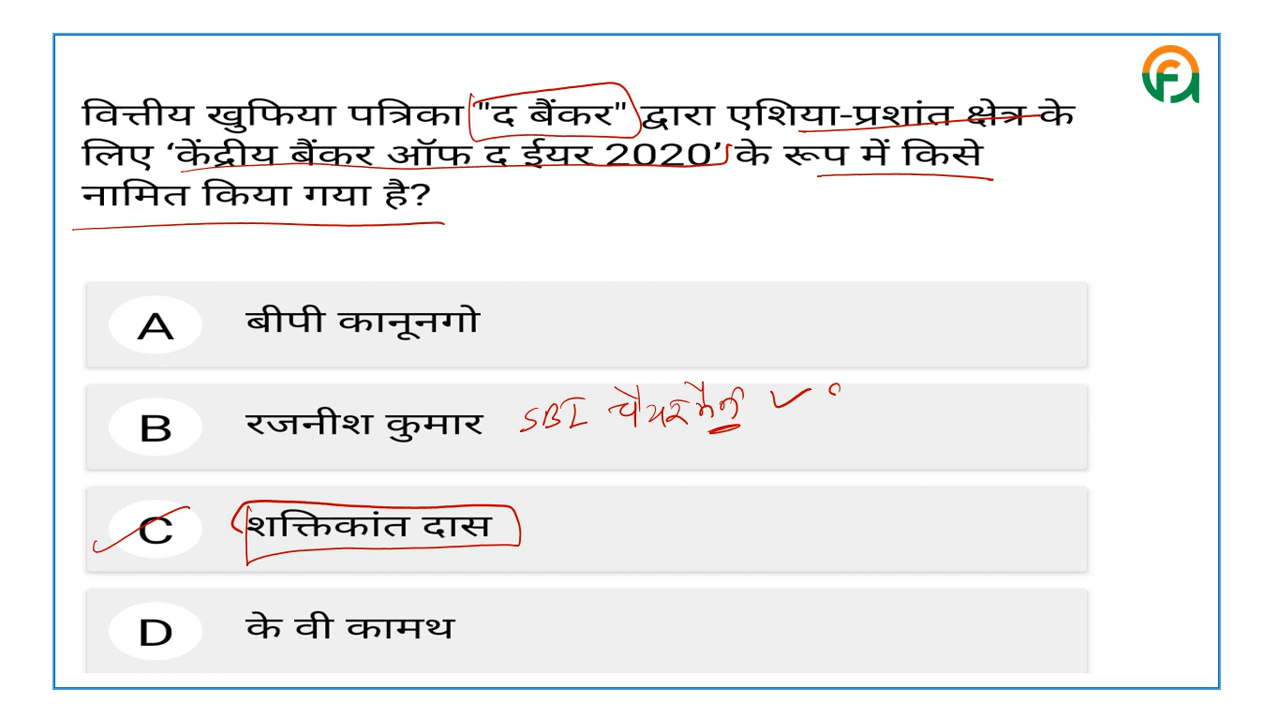 वित्तीय खुफिया पत्रिका "द बैंकर" द्वारा एशिया-प्रशांत क्षेत्र के
लिए ‘केंद्रीय बैंकर ऑफ द ईयर 2020’ के रूप में किसे
नामित किया गया है?
A बीपी कानूनगो
B रजनीश कुमार SBI चैयरमैन
C शक्तिकांत दास
D के वी कामथ